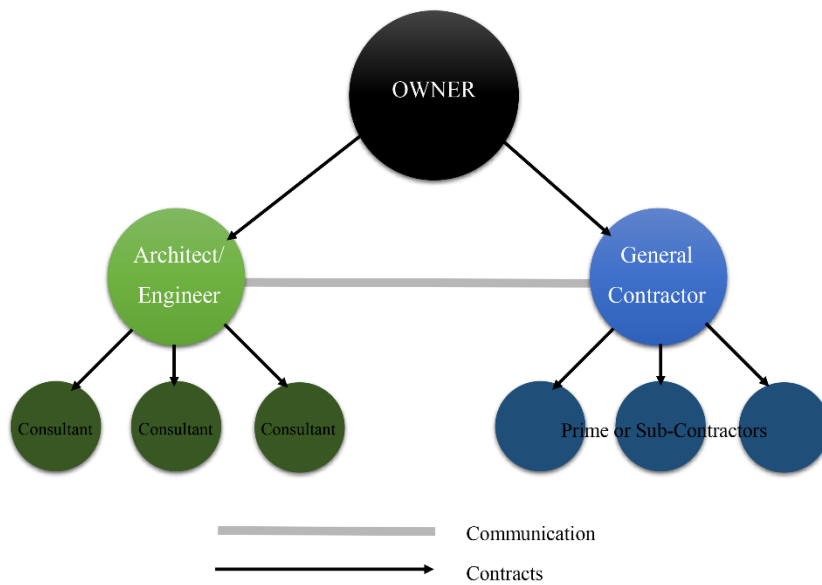 OWNER
Architect/
Engineer
General
Contractor
Consultant
Consultant
Consultant
Prime or Sub-Contractors
Communication
Contracts